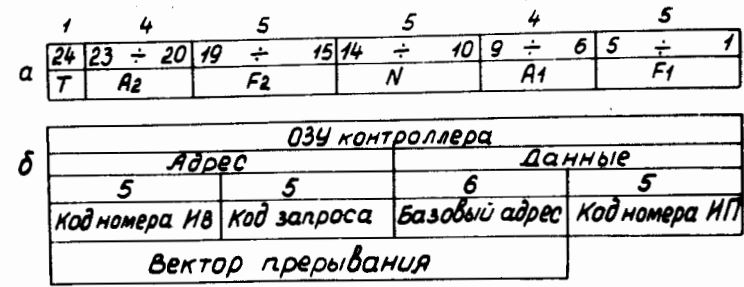 1 4 5 5 4 5
а 24 23 ÷ 20 19 ÷ 15 14 ÷ 10 9 ÷ 6 5 ÷ 1
Т А2 F2 N А1 F1
ОЗУ контроллера
б Адрес Данные
5 5 6 5
Код номера ИВ Код запроса Базовый адрес Код номера ИП
Вектор прерывания